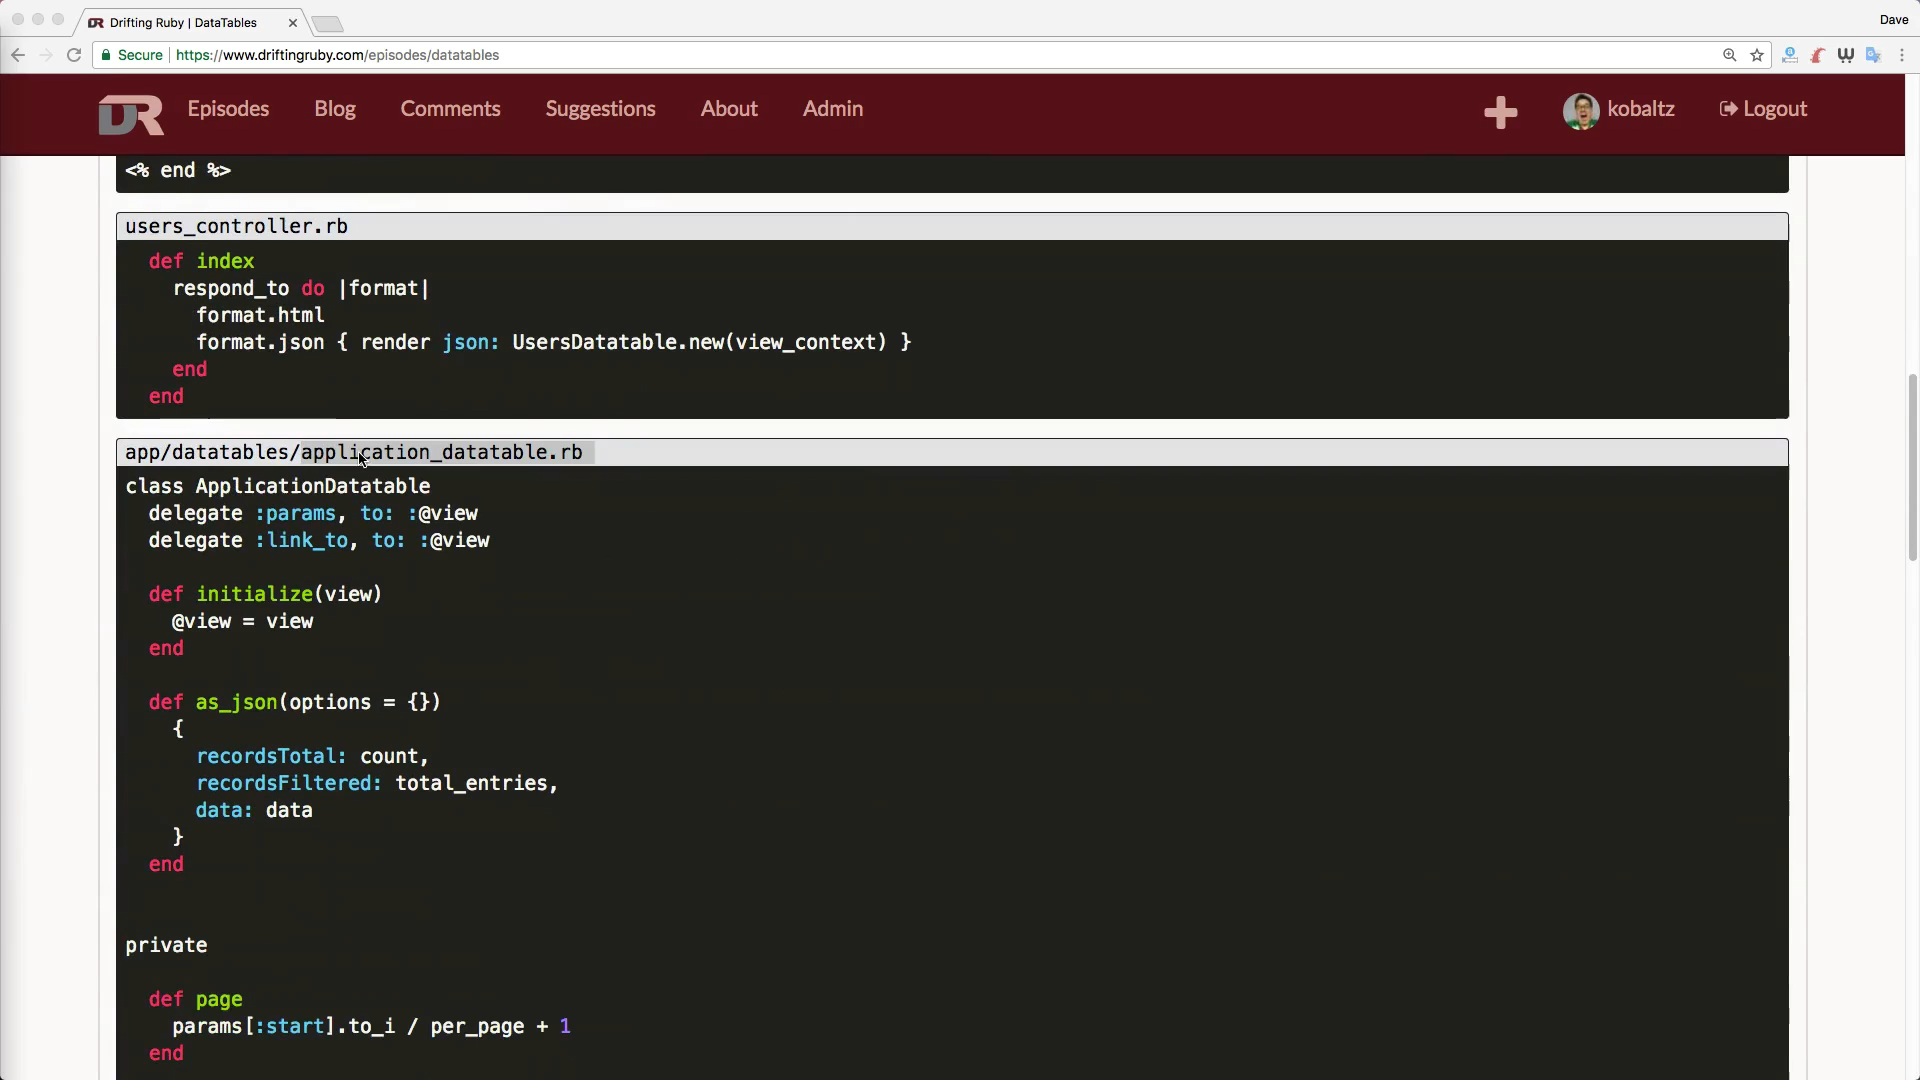 Drifting Ruby | DataTables
Dave
Secure https://www.driftingruby.com/episodes/datatables
DR Episodes Blog Comments Suggestions About Admin kobaltz Logout
<% end %>
users_controller.rb
def index
respond_to do |format|
format.html
format.json { render json: UsersDatatable.new(view_context) }
end
end
app/datatables/application_datatable.rb
class ApplicationDatatable
delegate :params, to: :@view
delegate :link_to, to: :@view
def initialize(view)
@view = view
end
def as_json(options = {})
{
recordsTotal: count,
recordsFiltered: total_entries,
data: data
}
end
private
def page
params[:start].to_i / per_page + 1
end